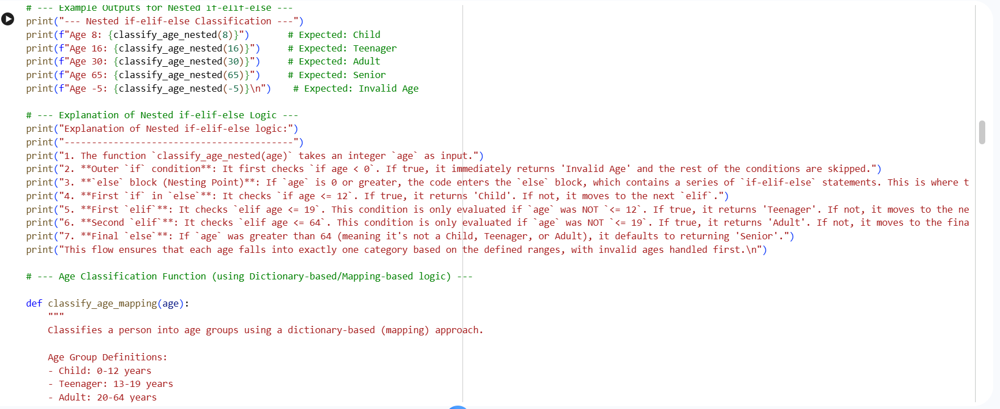 # --- Example Outputs for Nested if-elif-else ---
print("--- Nested if-elif-else Classification ---")
print(f"Age 8: {classify_age_nested(8)}")       # Expected: Child
print(f"Age 16: {classify_age_nested(16)}")     # Expected: Teenager
print(f"Age 30: {classify_age_nested(30)}")     # Expected: Adult
print(f"Age 65: {classify_age_nested(65)}")     # Expected: Senior
print(f"Age -5: {classify_age_nested(-5)}\n")    # Expected: Invalid Age
# --- Explanation of Nested if-elif-else Logic ---
print("Explanation of Nested if-elif-else logic:")
print("------------------------------------------")
print("1. The function `classify_age_nested(age)` takes an integer `age` as input.")
print("2. **Outer `if` condition**: It first checks `if age < 0`. If true, it immediately returns 'Invalid Age' and the rest of the conditions are skipped.")
print("3. **`else` block (Nesting Point)**: If `age` is 0 or greater, the code enters the `else` block, which contains a series of `if-elif-else` statements. This is where t
print("4. **First `if` in `else`**: It checks `if age <= 12`. If true, it returns 'Child'. If not, it moves to the next `elif`.")
print("5. **First `elif`**: It checks `elif age <= 19`. This condition is only evaluated if `age` was NOT `<= 12`. If true, it returns 'Teenager'. If not, it moves to the ne
print("6. **Second `elif`**: It checks `elif age <= 64`. This condition is only evaluated if `age` was NOT `<= 19`. If true, it returns 'Adult'. If not, it moves to the fina
print("7. **Final `else`**: If `age` was greater than 64 (meaning it's not a Child, Teenager, or Adult), it defaults to returning 'Senior'.")
print("This flow ensures that each age falls into exactly one category based on the defined ranges, with invalid ages handled first.\n")
# --- Age Classification Function (using Dictionary-based/Mapping-based logic) ---
def classify_age_mapping(age):
    """
    Classifies a person into age groups using a dictionary-based (mapping) approach.
    Age Group Definitions:
    - Child: 0-12 years
    - Teenager: 13-19 years
    - Adult: 20-64 years